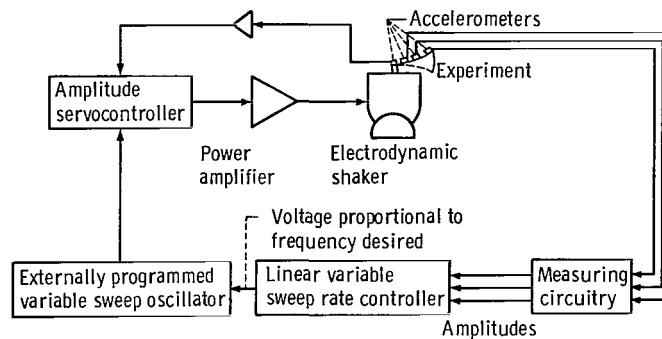 Accelerometers
Experiment
Amplitude
servocontroller
Power
amplifier
Electrodynamic
shaker
Voltage proportional to
frequency desired
Externally programmed
variable sweep oscillator
Linear variable
sweep rate controller
Measuring
circuitry
Amplitudes